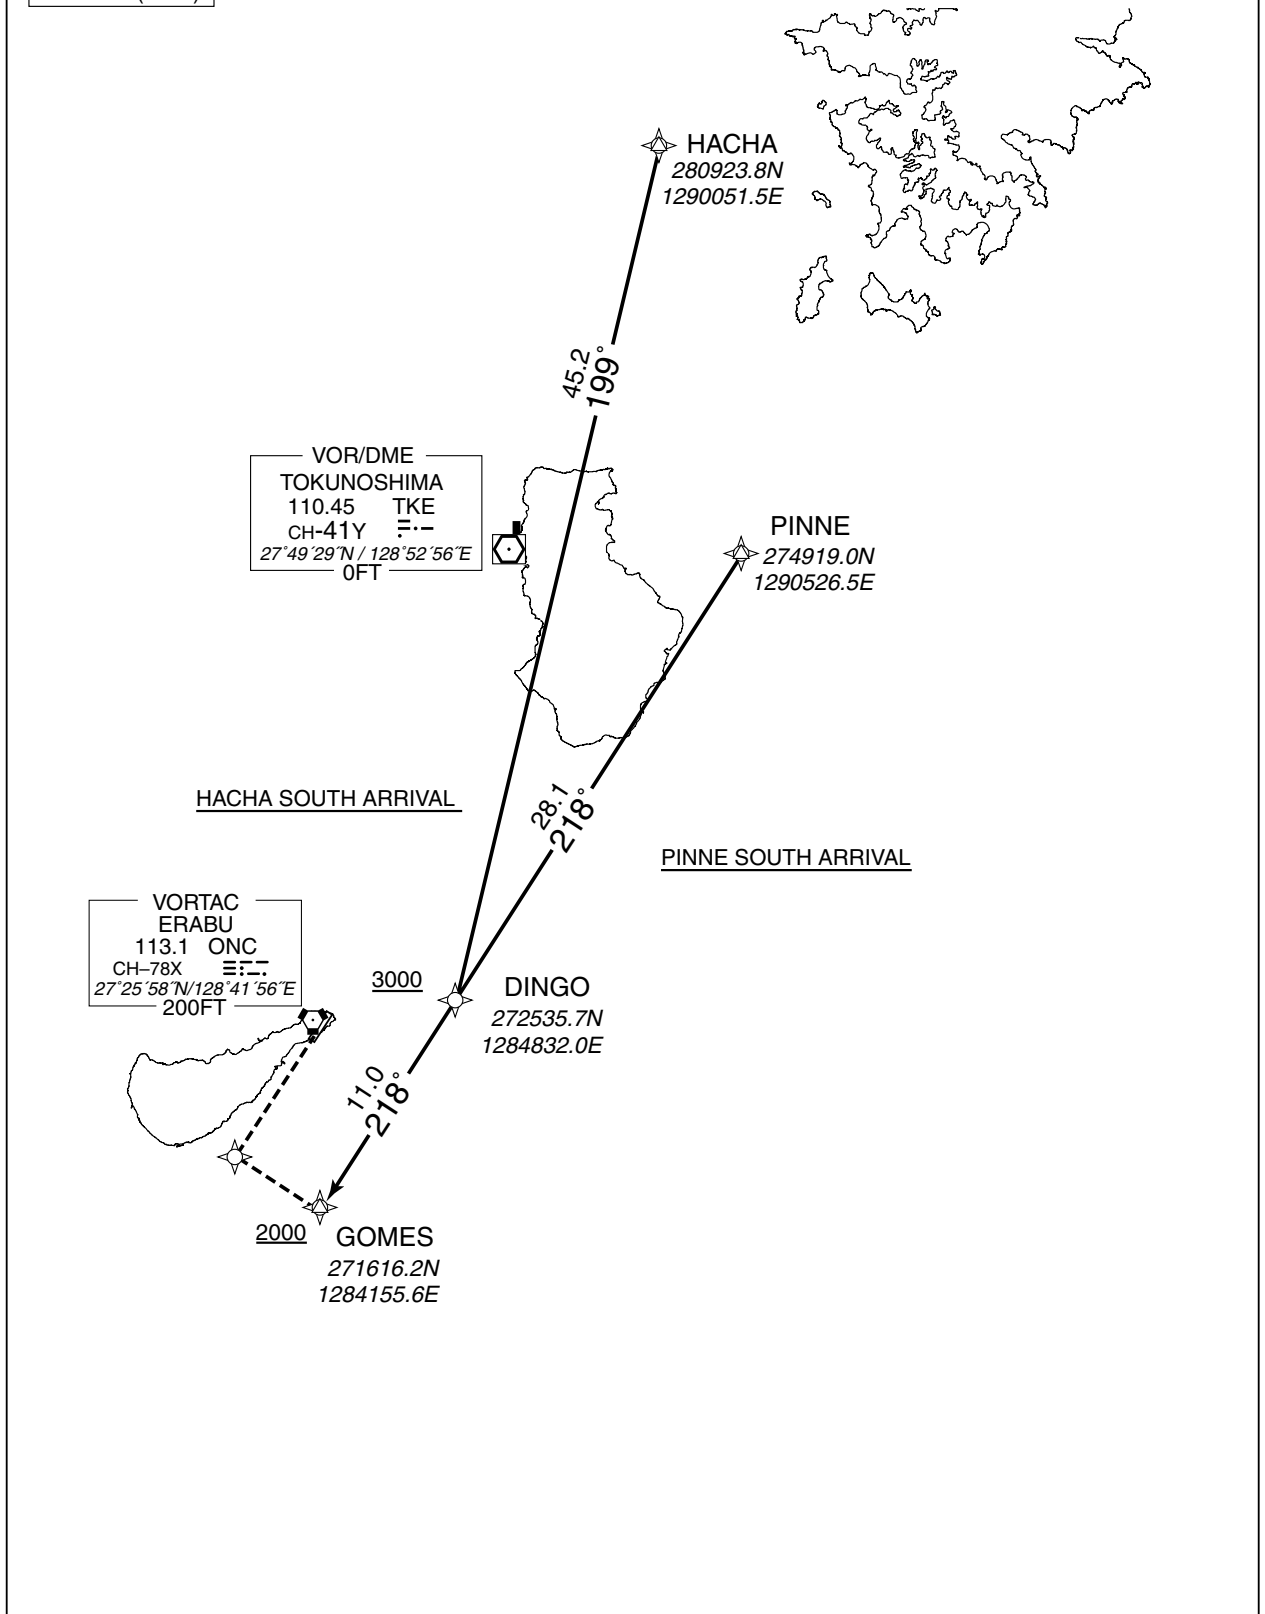 HACHA
280923.8N
1290051.5E
45.2
199°
VOR/DME
TOKUNOSHIMA
110.45 TKE
CH-41Y
27°49´29˝N / 128°52´56˝E
0FT
PINNE
274919.0N
1290526.5E
HACHA SOUTH ARRIVAL
28.1
218°
PINNE SOUTH ARRIVAL
VORTAC
ERABU
113.1 ONC
CH–78X
27°25´58˝N/128°41´56˝E
200FT
3000
DINGO
272535.7N
1284832.0E
11.0
218°
2000
GOMES
271616.2N
1284155.6E